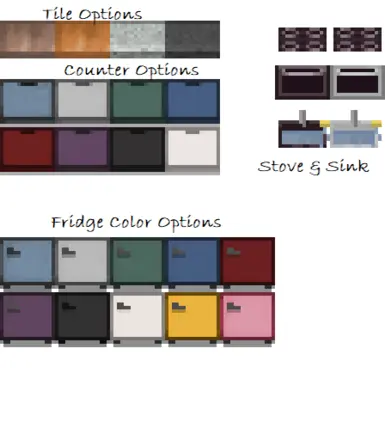 Tile Options
Counter Options
Stove & Sink
Fridge Color Options